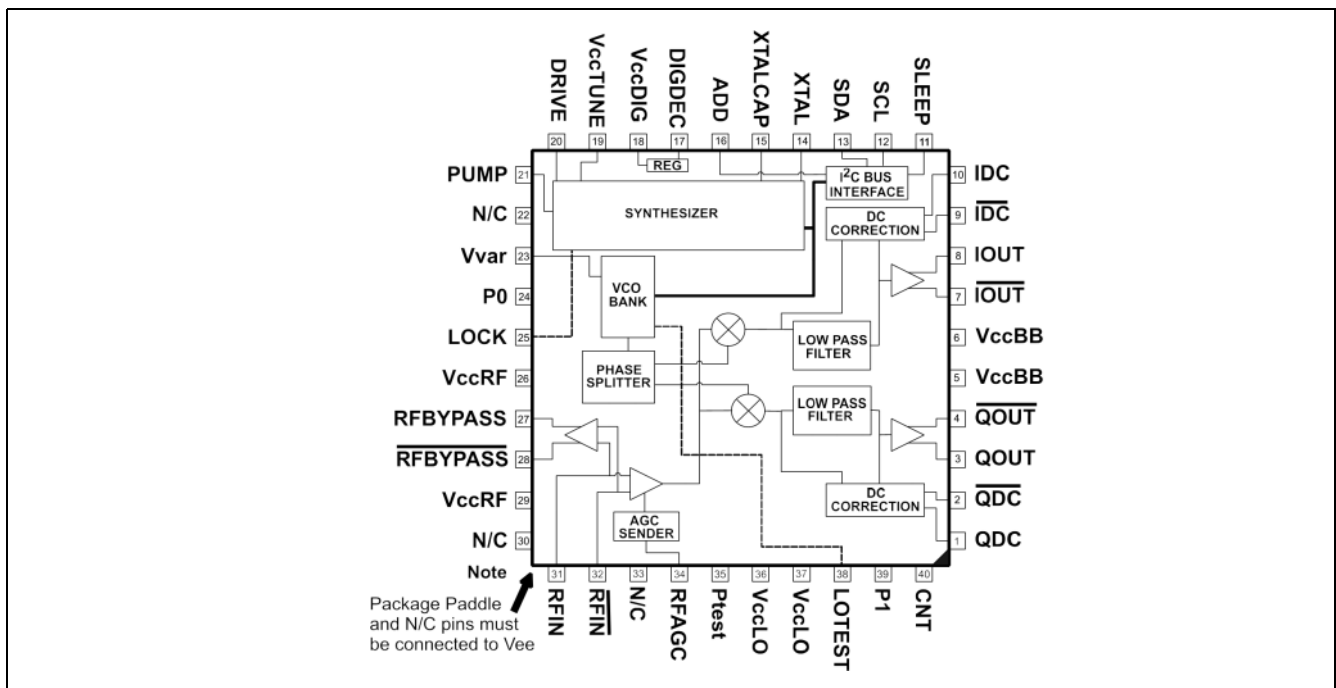 DRIVE
VccTUNE
VccDIG
DIGDEC
ADD
XTALCAP
XTAL
SDA
SCL
SLEEP
20
19
18
17
16
15
14
13
12
11
PUMP 21
N/C 22
Vvar 23
P0 24
LOCK 25
VccRF 26
RFBYPASS 27
RFBYPASS 28
VccRF 29
N/C 30
REG
SYNTHESIZER
I²C BUS
INTERFACE
DC
CORRECTION
VCO
BANK
LOW PASS
FILTER
PHASE
SPLITTER
LOW PASS
FILTER
DC
CORRECTION
AGC
SENDER
10 IDC
9 IDC
8 IOUT
7 IOUT
6 VccBB
5 VccBB
4 QOUT
3 QOUT
2 QDC
1 QDC
31
32
33
34
35
36
37
38
39
40
RFIN
RFIN
N/C
RFAGC
Ptest
VccLO
VccLO
LOTEST
P1
CNT
Note
Package Paddle
and N/C pins must
be connected to Vee